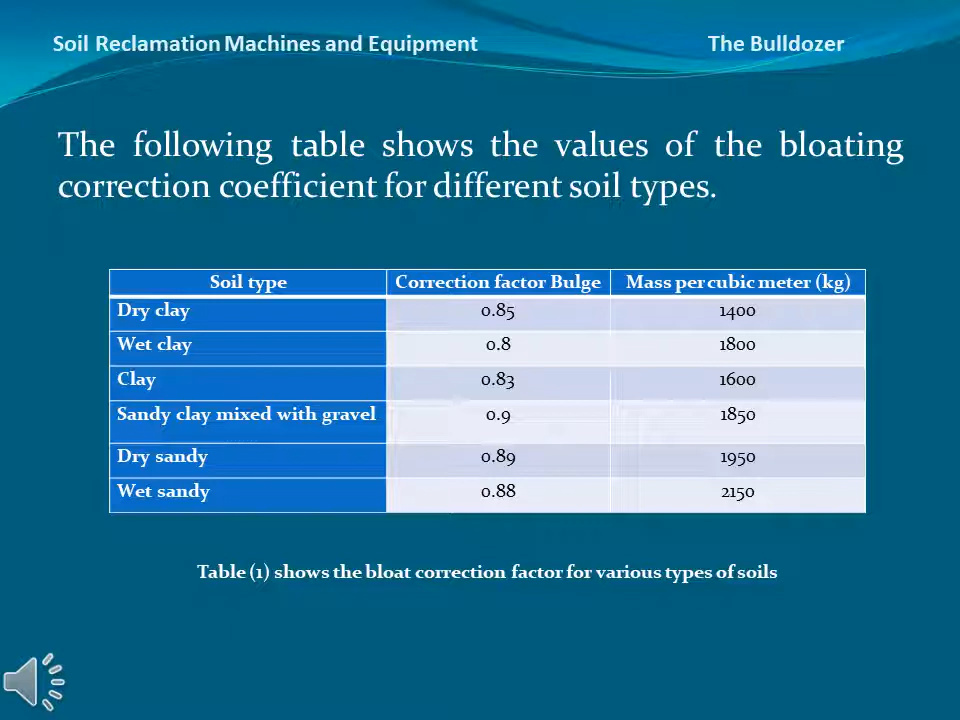 Soil Reclamation Machines and Equipment The Bulldozer
The following table shows the values of the bloating
correction coefficient for different soil types.
Soil type Correction factor Bulge Mass per cubic meter (kg)
Dry clay 0.85 1400
Wet clay 0.8 1800
Clay 0.83 1600
Sandy clay mixed with gravel 0.9 1850
Dry sandy 0.89 1950
Wet sandy 0.88 2150
Table (1) shows the bloat correction factor for various types of soils